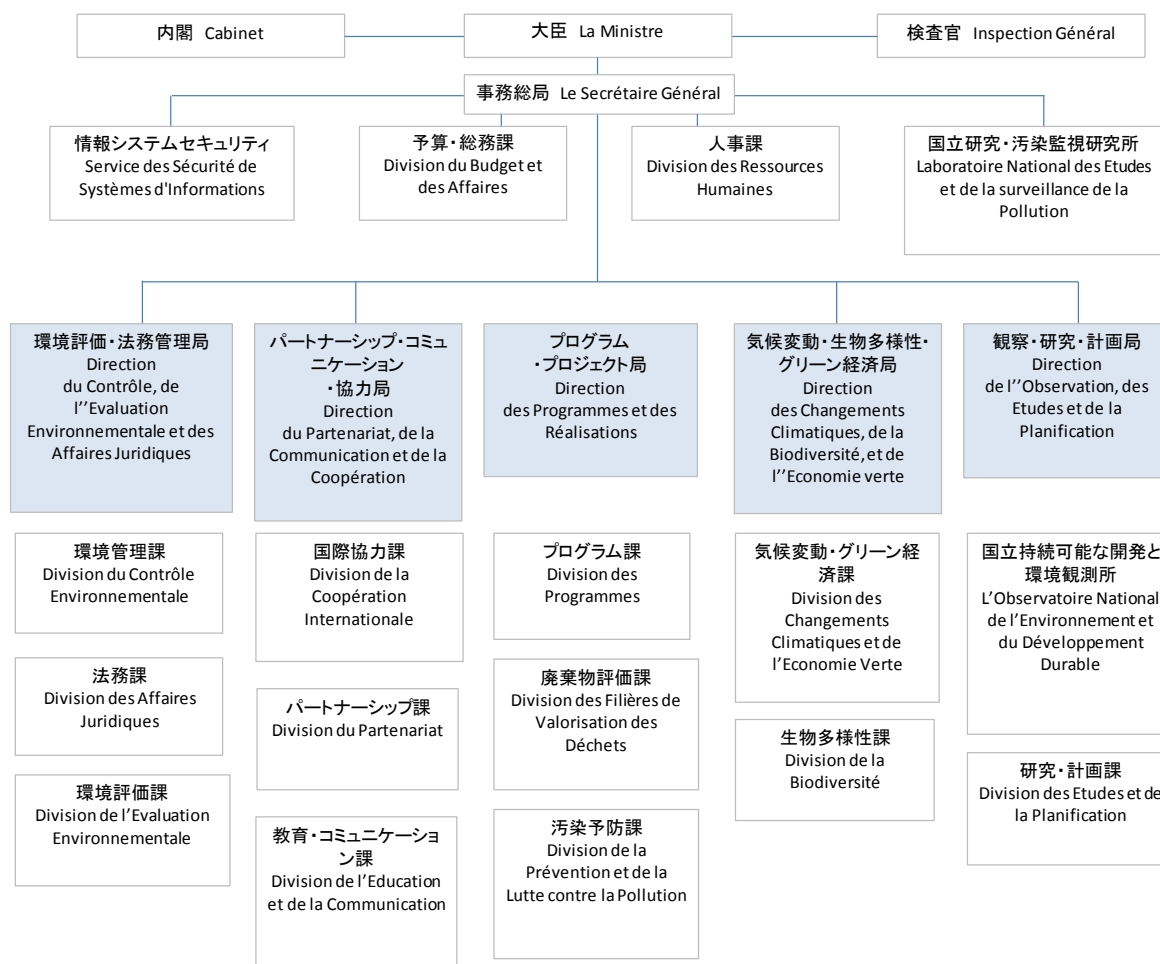 内閣 Cabinet
大臣 La Ministre
検査官 Inspection Général
事務総局 Le Secrétaire Général
情報システムセキュリティ
Service des Sécurité de
Systèmes d'Informations
予算・総務課
Division du Budget et
des Affaires
人事課
Division des Ressources
Humaines
国立研究・汚染監視研究所
Laboratoire National des Etudes
et de la surveillance de la
Pollution
環境評価・法務管理局
Direction
du Contrôle, de
l''Evaluation
Environnementale et des
Affaires Juridiques
パートナーシップ・コミュ
ニケーション
・協力局
Direction
du Partenariat, de la
Communication et de la
Coopération
プログラム
・プロジェクト局
Direction
des Programmes et des
Réalisations
気候変動・生物多様性・
グリーン経済局
Direction
des Changements
Climatiques, de la
Biodiversité, et de
l''Economie verte
観察・研究・計画局
Direction
de l''Observation, des
Etudes et de la
Planification
環境管理課
Division du Contrôle
Environnementale
法務課
Division des Affaires
Juridiques
環境評価課
Division de l'Evaluation
Environnementale
国際協力課
Division de la
Coopération
Internationale
パートナーシップ課
Division du Partenariat
教育・コミュニケーショ
ン課
Division de l'Education
et de la Communication
プログラム課
Division des
Programmes
廃棄物評価課
Division des Filières de
Valorisation des
Déchets
汚染予防課
Division de la
Prévention et de la
Lutte contre la Pollution
気候変動・グリーン経
済課
Division des
Changements
Climatiques et de
l'Economie Verte
生物多様性課
Division de la
Biodiversité
国立持続可能な開発と
環境観測所
L'Observatoire National
de l'Environnement et
du Développement
Durable
研究・計画課
Division des Etudes et de
la Planification